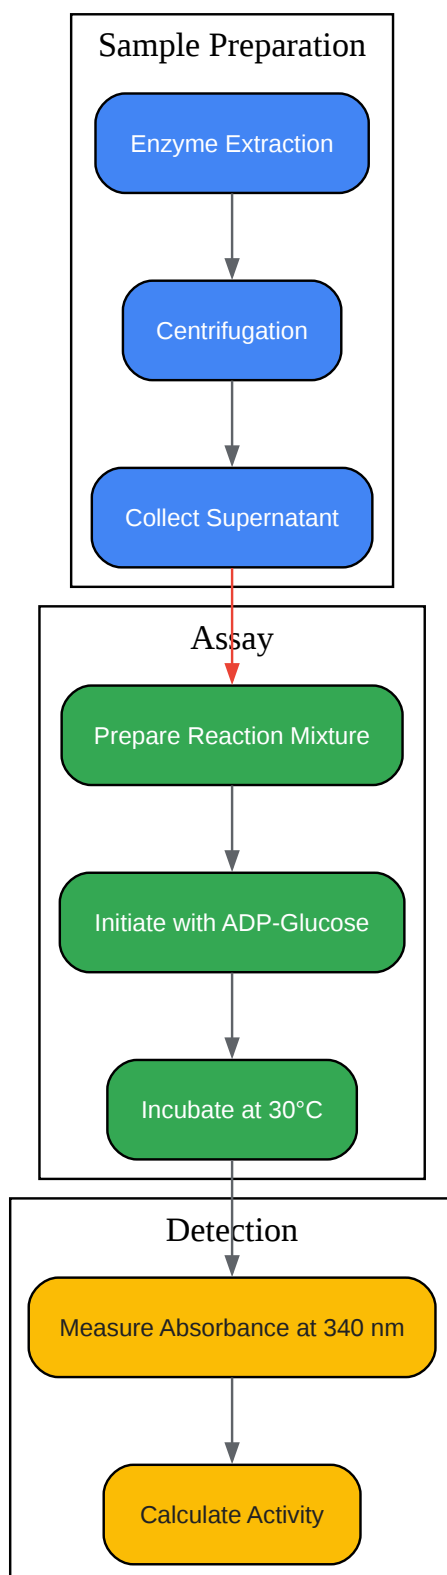 Sample Preparation
Enzyme Extraction
Centrifugation
Collect Supernatant
Assay
Prepare Reaction Mixture
Initiate with ADP-Glucose
Incubate at 30°C
Detection
Measure Absorbance at 340 nm
Calculate Activity